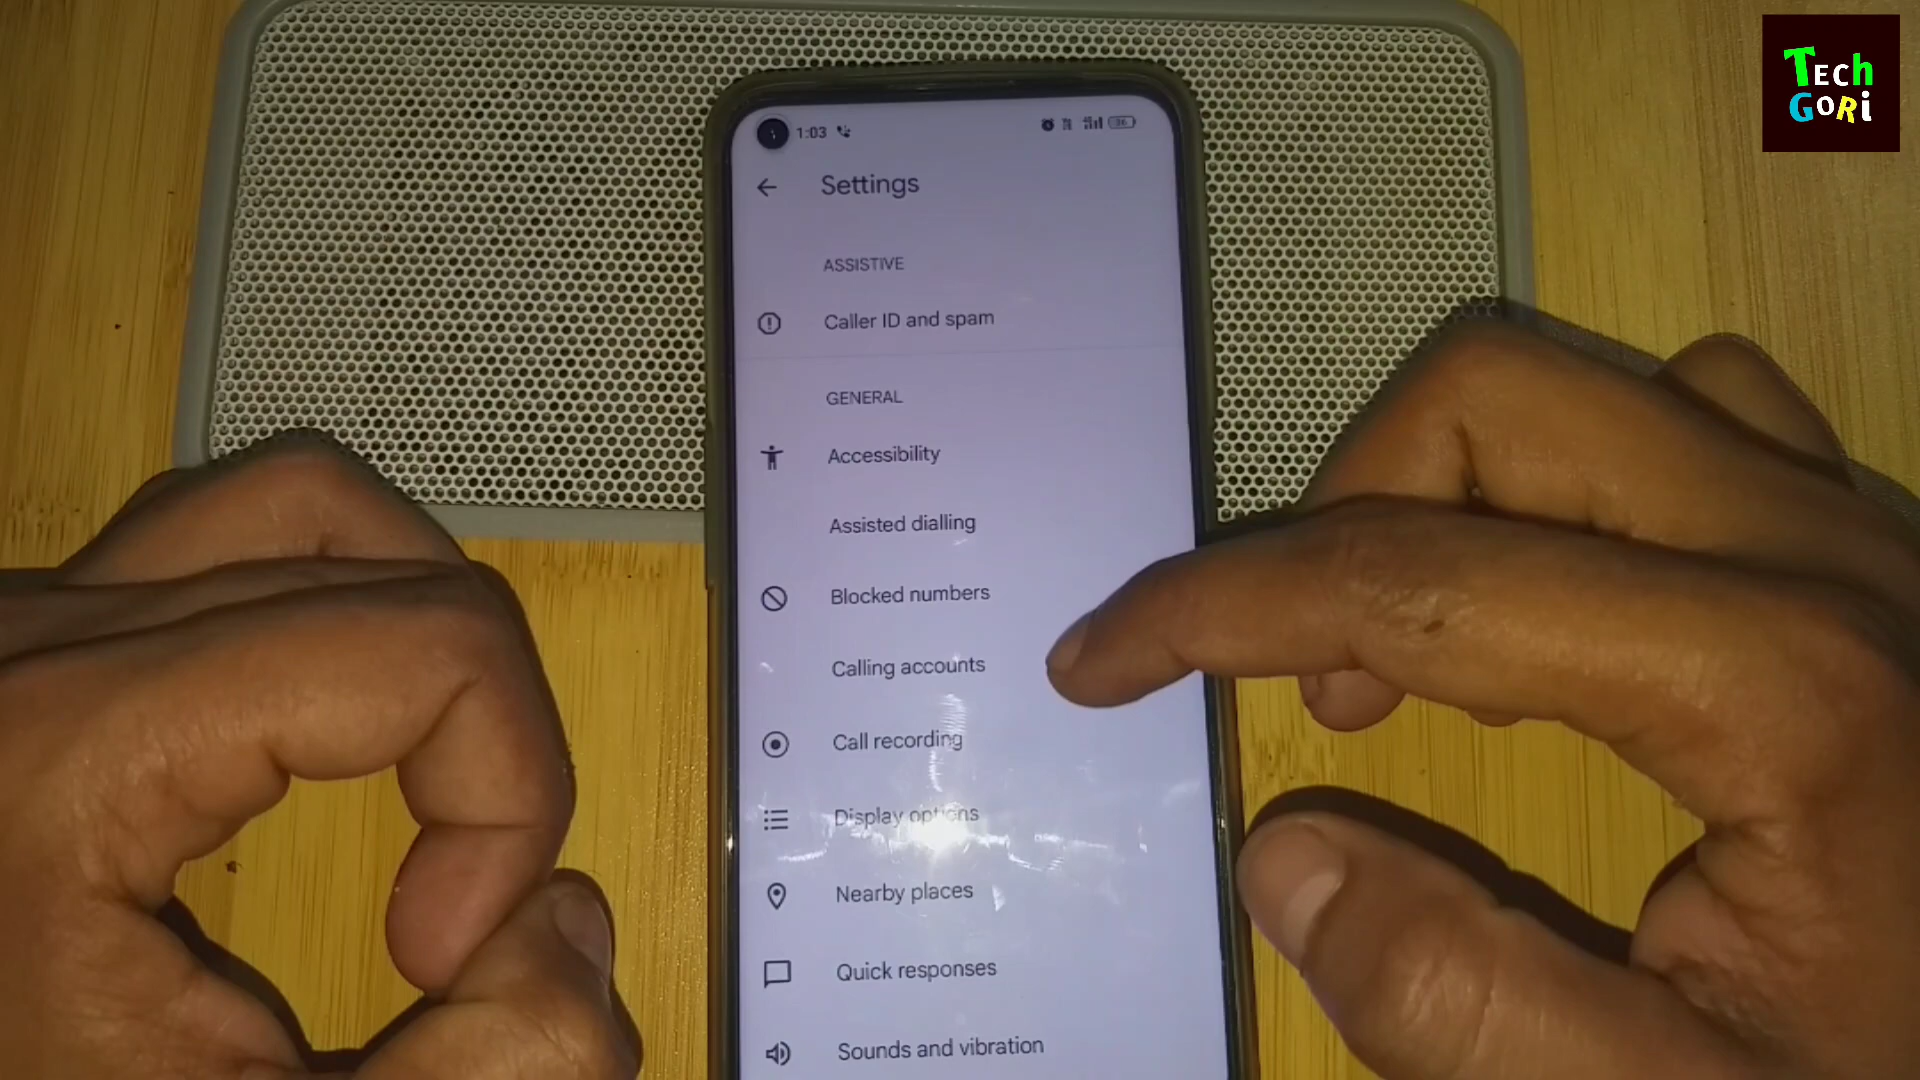 TECh
GORi
1:03
Settings
ASSISTIVE
Caller ID and spam
GENERAL
Accessibility
Assisted dialling
Blocked numbers
Calling accounts
Call recording
Display options
Nearby places
Quick responses
Sounds and vibration